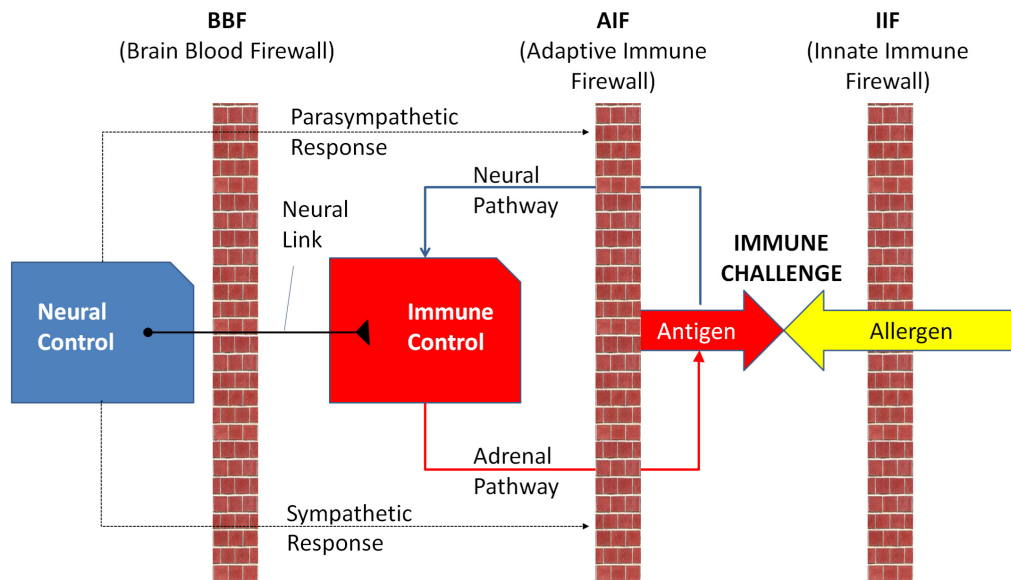 BBF
(Brain Blood Firewall)
AIF
(Adaptive Immune
Firewall)
IIF
(Innate Immune
Firewall)
Parasympathetic
Response
Neural
Pathway
Neural
Link
IMMUNE
CHALLENGE
Neural
Control
Immune
Control
Antigen
Allergen
Adrenal
Pathway
Sympathetic
Response